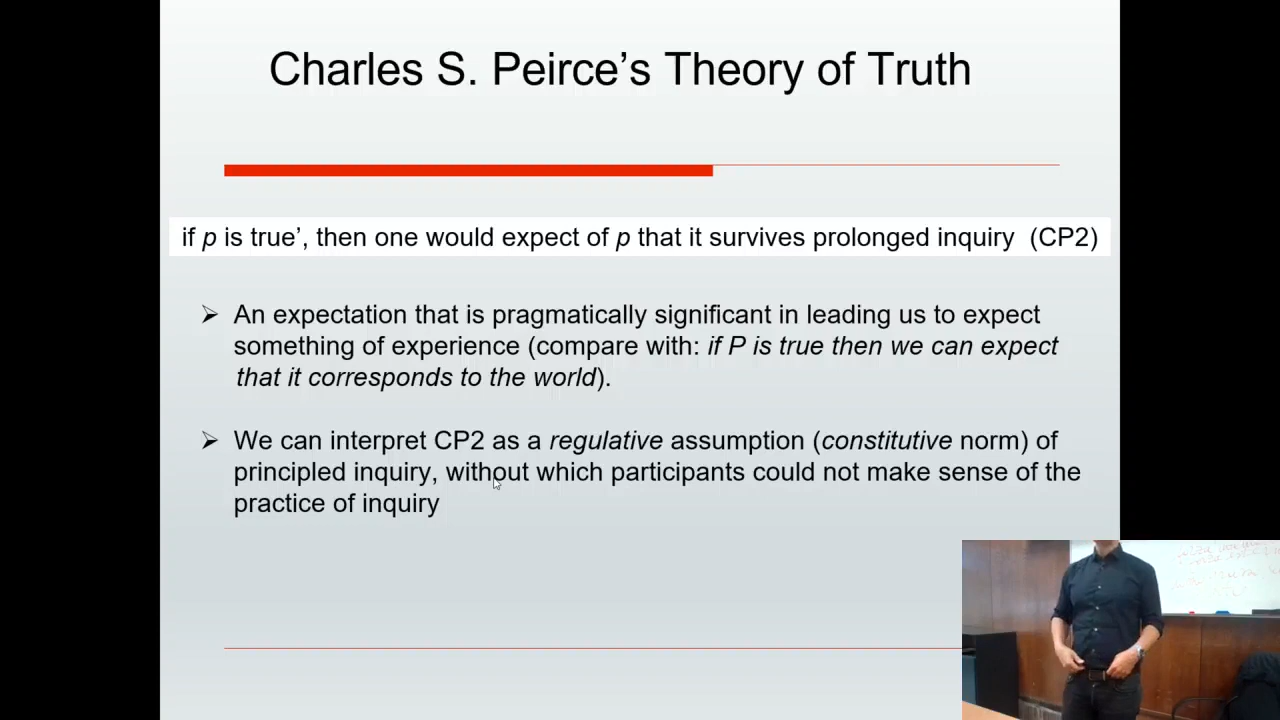 Charles S. Peirce’s Theory of Truth
if p is true’, then one would expect of p that it survives prolonged inquiry (CP2)
➢ An expectation that is pragmatically significant in leading us to expect
something of experience (compare with: if P is true then we can expect
that it corresponds to the world).
➢ We can interpret CP2 as a regulative assumption (constitutive norm) of
principled inquiry, without which participants could not make sense of the
practice of inquiry